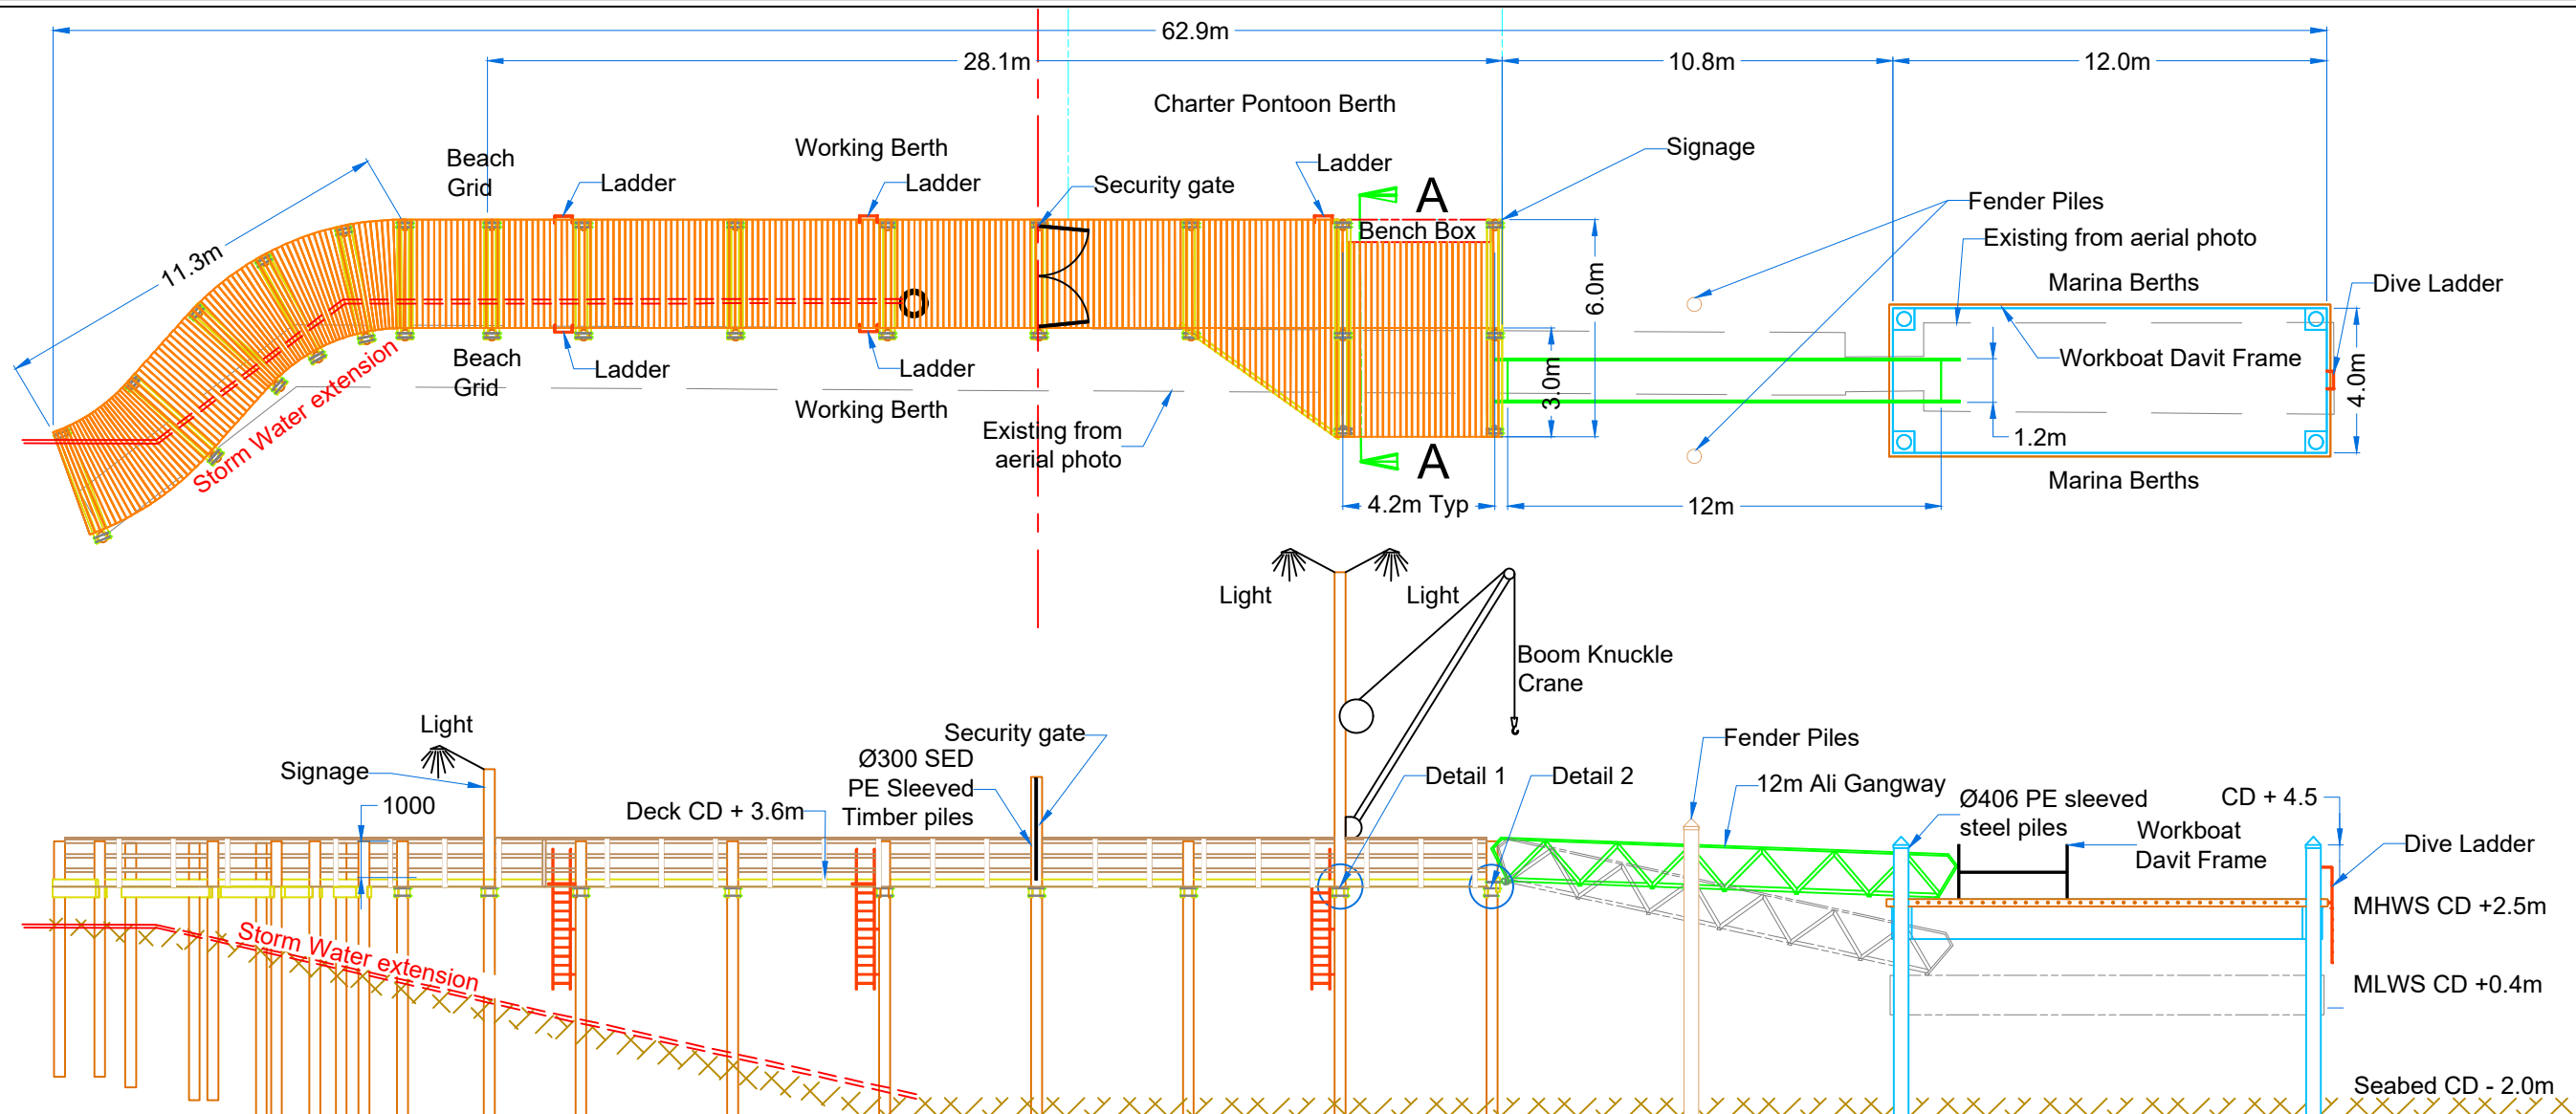 62.9m
28.1m
10.8m
12.0m
Charter Pontoon Berth
Beach
Grid
Working Berth
Ladder
Ladder
Security gate
Ladder
A
Signage
Bench Box
Fender Piles
Existing from aerial photo
Marina Berths
Dive Ladder
11.3m
6.0m
3.0m
Workboat Davit Frame
4.0m
Beach
Grid
Ladder
Ladder
Working Berth
Storm Water extension
Existing from
aerial photo
A
1.2m
Marina Berths
4.2m Typ
12m
Light
Light
Boom Knuckle
Crane
Light
Signage
1000
Security gate
Ø300 SED
PE Sleeved
Timber piles
Deck CD + 3.6m
Detail 1
Detail 2
Fender Piles
12m Ali Gangway
Ø406 PE sleeved
steel piles
Workboat
Davit Frame
CD + 4.5
Dive Ladder
MHWS CD +2.5m
MLWS CD +0.4m
Storm Water extension
Seabed CD - 2.0m